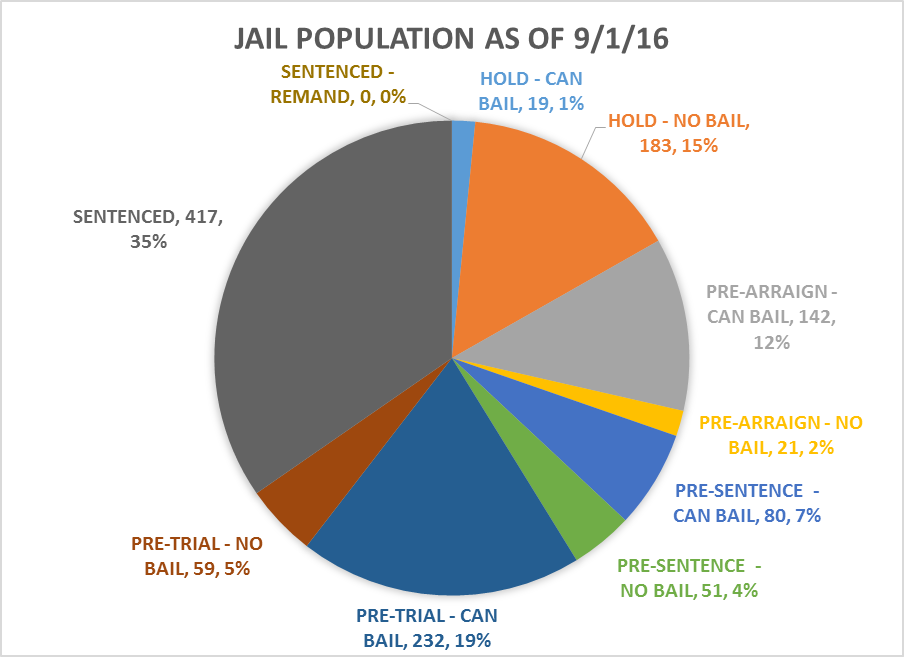 JAIL POPULATION AS OF 9/1/16
SENTENCED -
REMAND, 0, 0%
HOLD - CAN
BAIL, 19, 1%
HOLD - NO BAIL,
183, 15%
SENTENCED, 417,
35%
PRE-ARRAIGN -
CAN BAIL, 142,
12%
PRE-ARRAIGN - NO
BAIL, 21, 2%
PRE-SENTENCE  -
CAN BAIL, 80, 7%
PRE-TRIAL - NO
BAIL, 59, 5%
PRE-SENTENCE  -
NO BAIL, 51, 4%
PRE-TRIAL - CAN
BAIL, 232, 19%